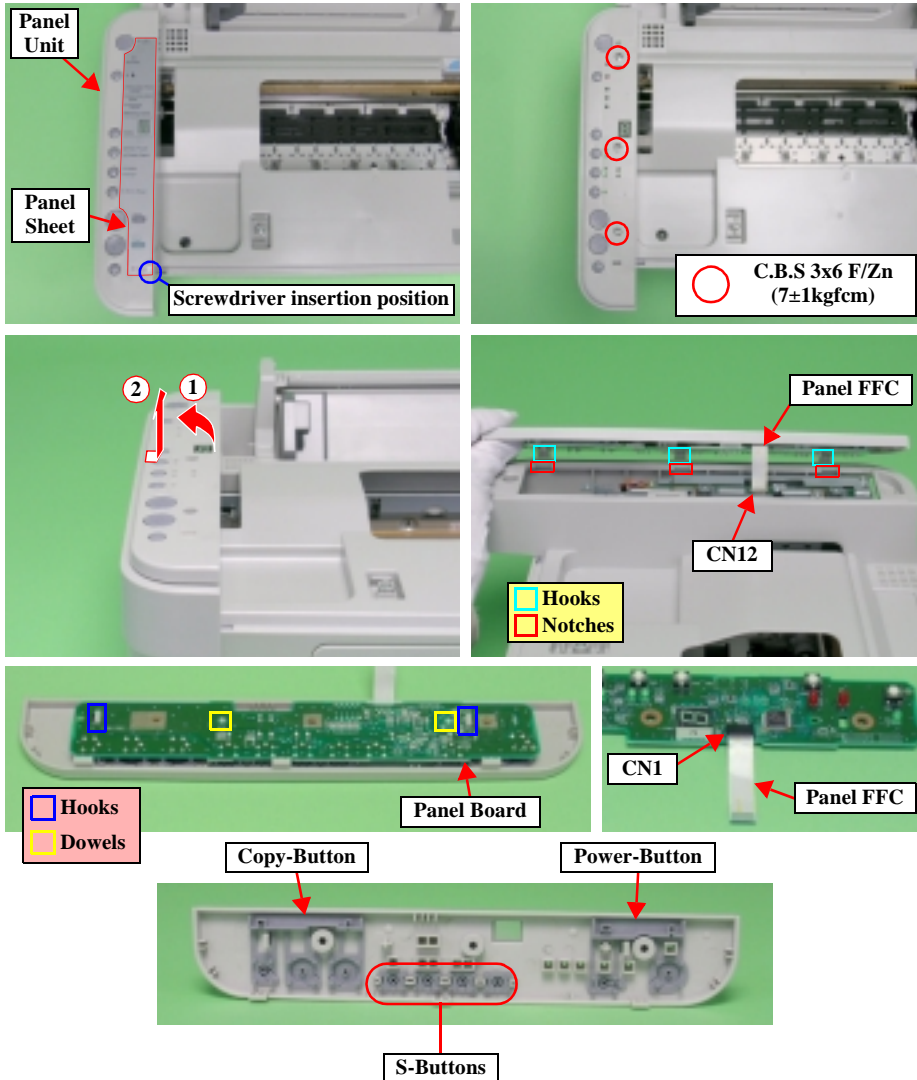 Panel
Unit
Panel
Sheet
Screwdriver insertion position
C.B.S 3x6 F/Zn
(7±1kgfcm)
2
1
Panel FFC
CN12
Hooks
Notches
Hooks
Dowels
Panel Board
CN1
Panel FFC
Copy-Button
Power-Button
S-Buttons